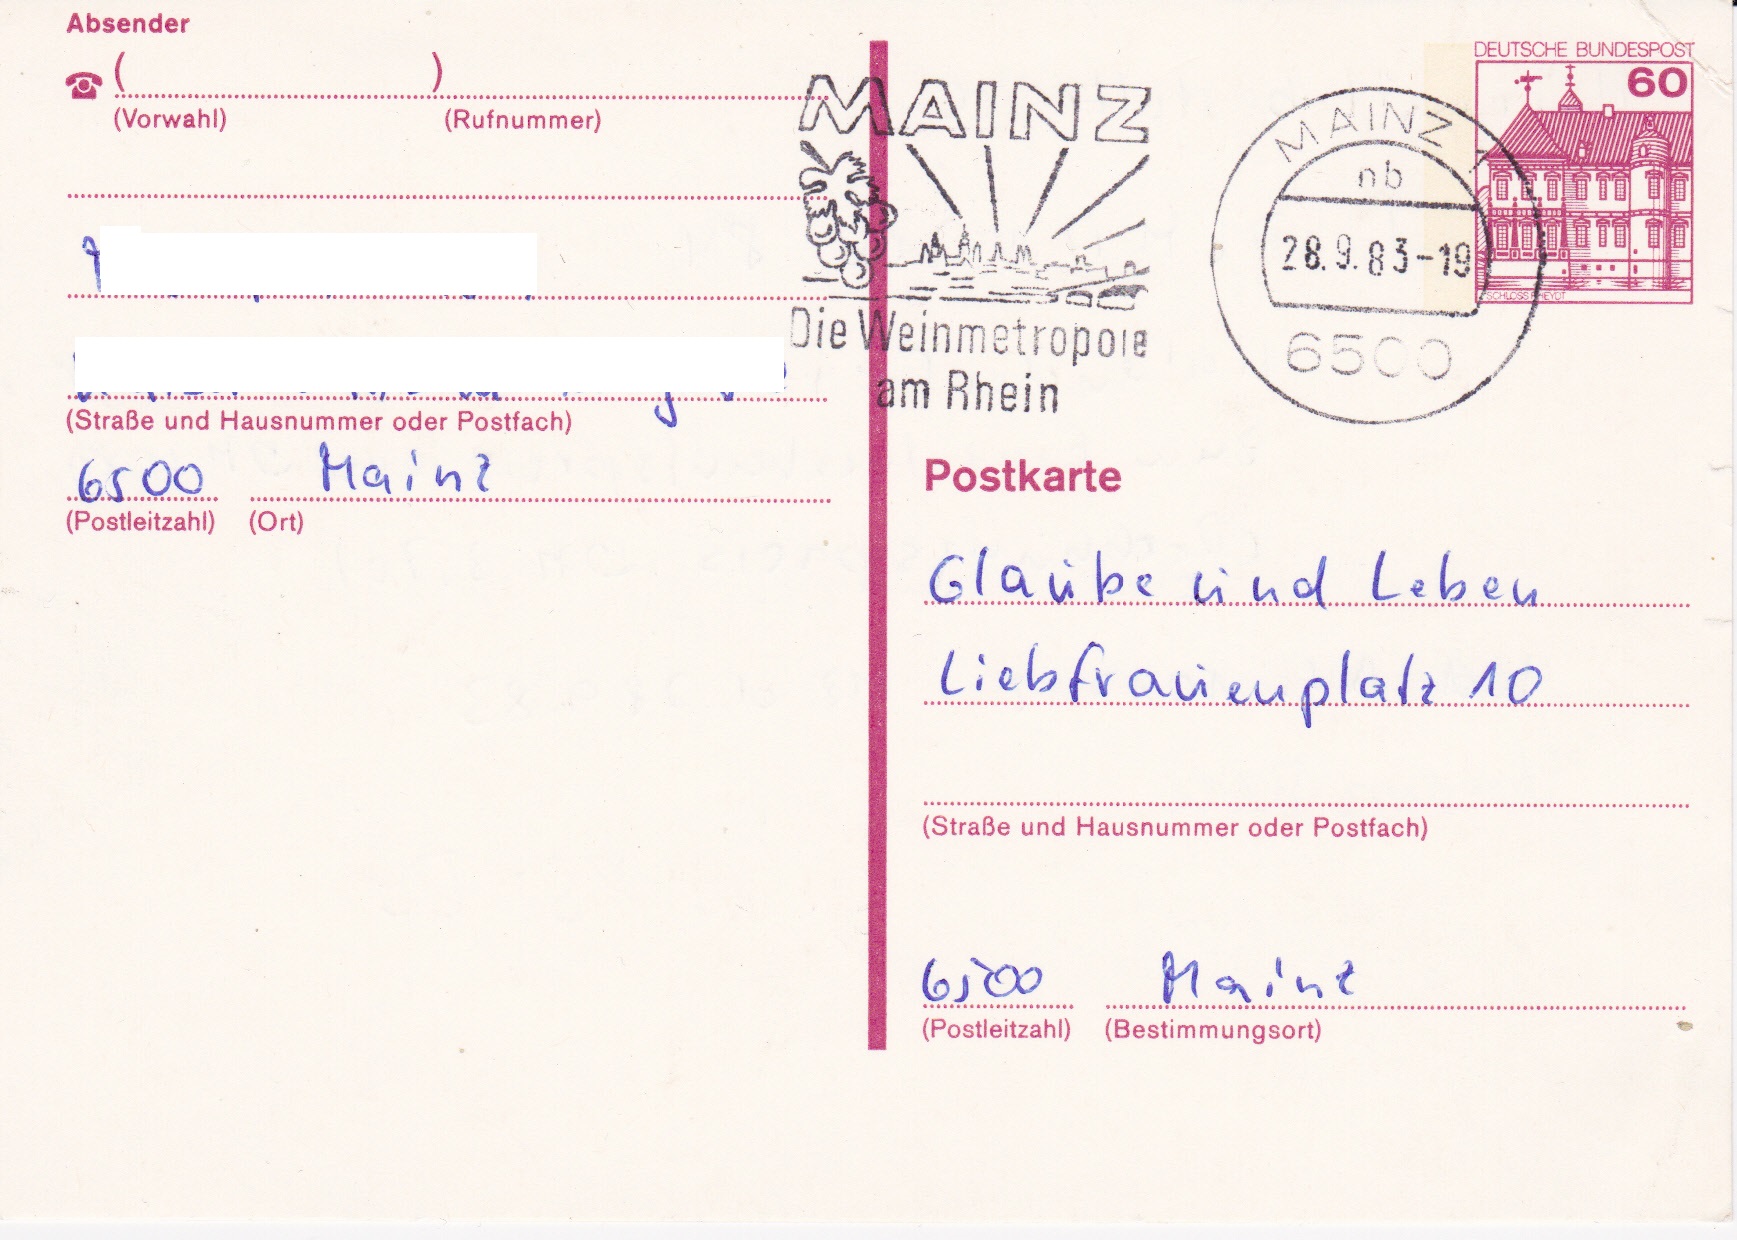 Absender
( )
(Vorwahl) (Rufnummer)
(Straße und Hausnummer oder Postfach)
6500 Mainz
(Postleitzahl) (Ort)
MAINZ
Die Weinmetropole
am Rhein
MAINZ 1
nb
28.9.83-19
6500
DEUTSCHE BUNDESPOST
60
SCHLOSS RHEYDT
Postkarte
Glaube und Leben
Liebfrauenplatz 10
(Straße und Hausnummer oder Postfach)
6500 Mainz
(Postleitzahl) (Bestimmungsort)